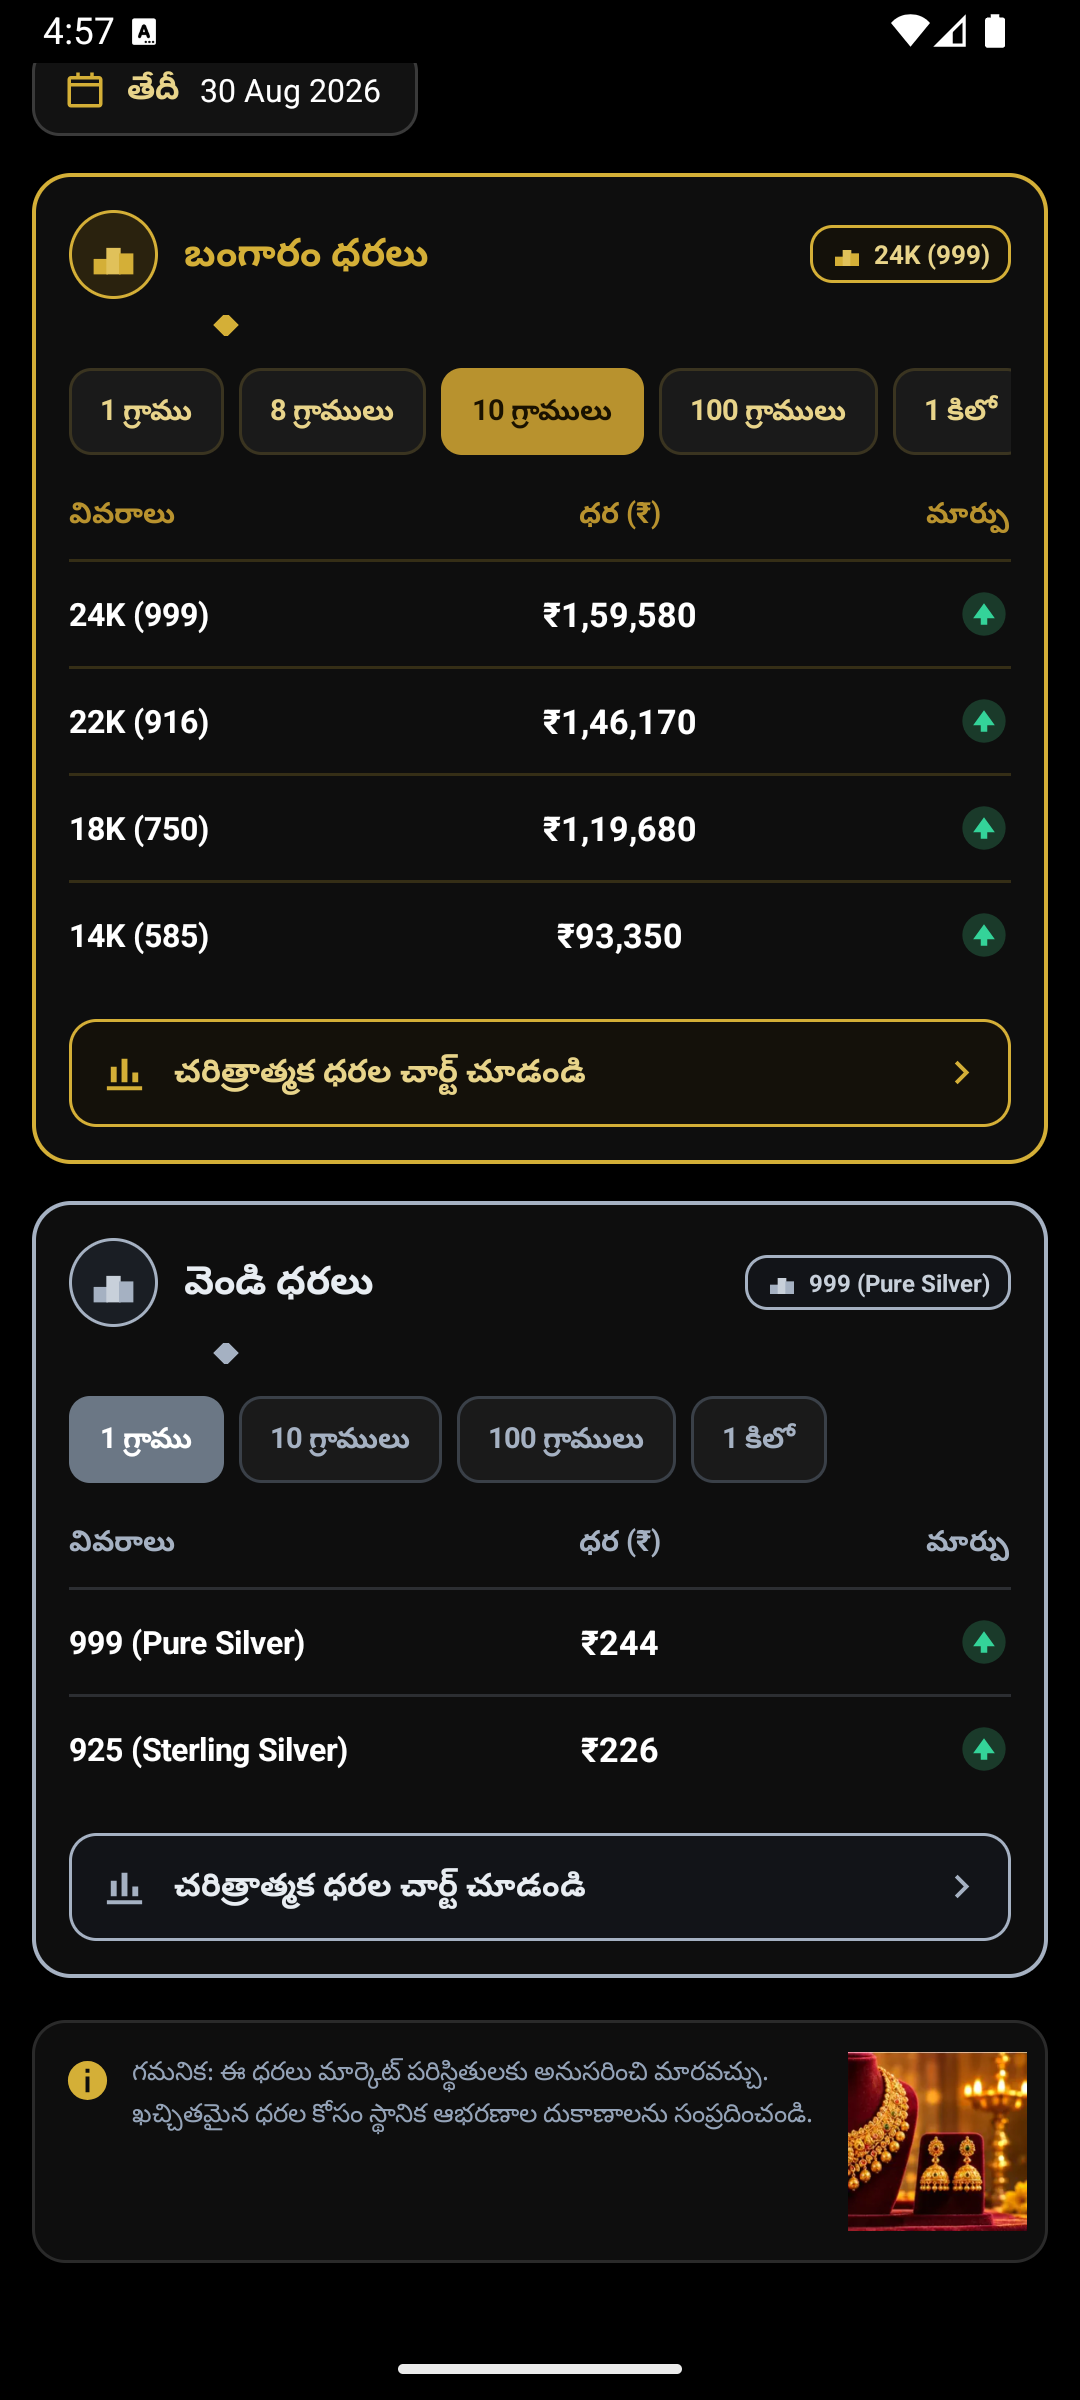 4:57
తేదీ 30 Aug 2026
బంగారం ధరలు 24K (999)
1 గ్రాము 8 గ్రాములు 10 గ్రాములు 100 గ్రాములు 1 కిలో
వివరాలు ధర (₹) మార్పు
24K (999) ₹1,59,580
22K (916) ₹1,46,170
18K (750) ₹1,19,680
14K (585) ₹93,350
చరిత్రాత్మక ధరల చార్ట్ చూడండి
వెండి ధరలు 999 (Pure Silver)
1 గ్రాము 10 గ్రాములు 100 గ్రాములు 1 కిలో
వివరాలు ధర (₹) మార్పు
999 (Pure Silver) ₹244
925 (Sterling Silver) ₹226
చరిత్రాత్మక ధరల చార్ట్ చూడండి
గమనిక: ఈ ధరలు మార్కెట్ పరిస్థితులకు అనుసరించి మారవచ్చు.
ఖచ్చితమైన ధరల కోసం స్థానిక ఆభరణాల దుకాణాలను సంప్రదించండి.